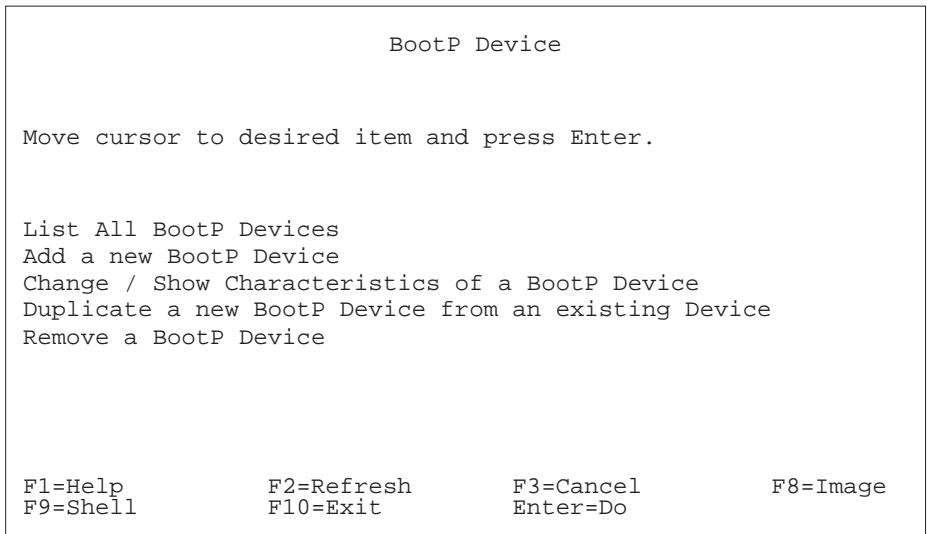 BootP Device
Move cursor to desired item and press Enter.
List All BootP Devices
Add a new BootP Device
Change / Show Characteristics of a BootP Device
Duplicate a new BootP Device from an existing Device
Remove a BootP Device
F1=Help F2=Refresh F3=Cancel F8=Image
F9=Shell F10=Exit Enter=Do